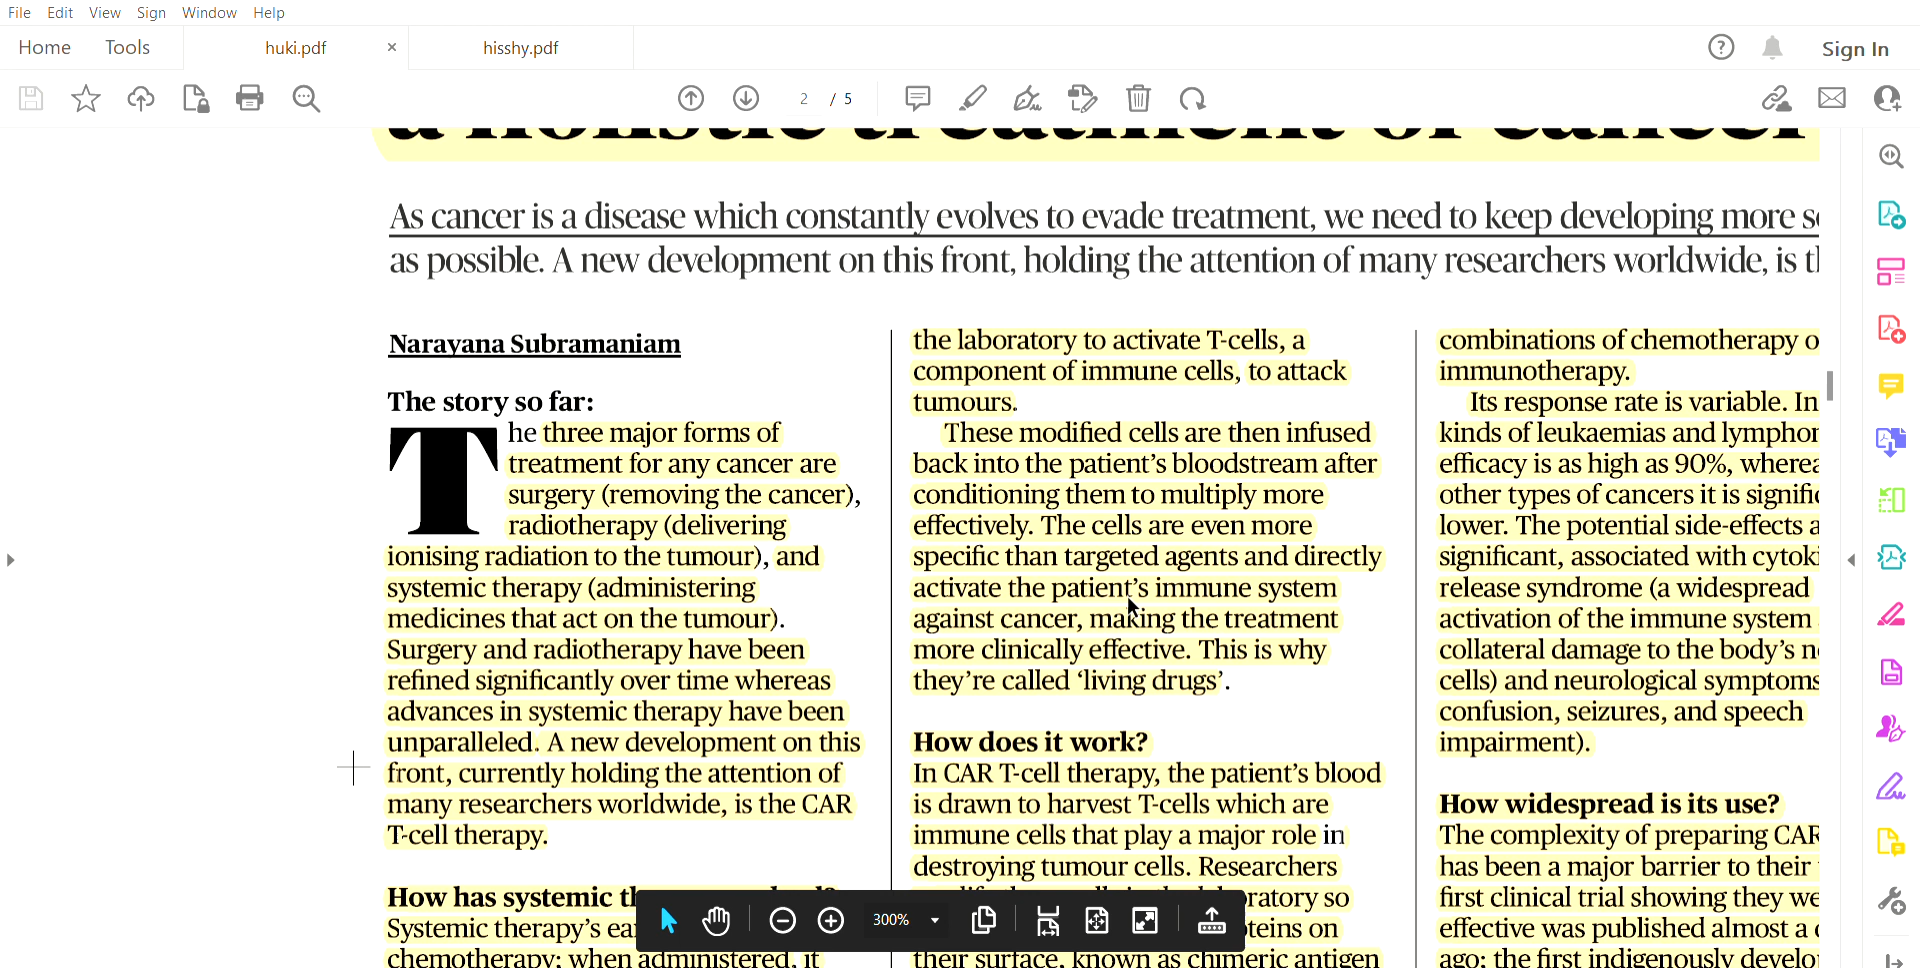 File Edit View Sign Window Help
Home Tools huki.pdf × hisshy.pdf Sign In
2 / 5
a holistic treatment of cancer
As cancer is a disease which constantly evolves to evade treatment, we need to keep developing more
as possible. A new development on this front, holding the attention of many researchers worldwide, is
Narayana Subramaniam
The story so far:
The three major forms of
treatment for any cancer are
surgery (removing the cancer),
radiotherapy (delivering
ionising radiation to the tumour), and
systemic therapy (administering
medicines that act on the tumour).
Surgery and radiotherapy have been
refined significantly over time whereas
advances in systemic therapy have been
unparalleled. A new development on this
front, currently holding the attention of
many researchers worldwide, is the CAR
T-cell therapy.
How has systemic
Systemic therapy's
chemotherapy; when administered, it
the laboratory to activate T-cells, a
component of immune cells, to attack
tumours.
These modified cells are then infused
back into the patient's bloodstream after
conditioning them to multiply more
effectively. The cells are even more
specific than targeted agents and directly
activate the patient's immune system
against cancer, making the treatment
more clinically effective. This is why
they're called 'living drugs'.
How does it work?
In CAR T-cell therapy, the patient's blood
is drawn to harvest T-cells which are
immune cells that play a major role in
destroying tumour cells. Researchers
so
on
their surface, known as chimeric antigen
combinations of chemotherapy
immunotherapy.
Its response rate is variable. In
kinds of leukaemias and
efficacy is as high as 90%,
other types of cancers it is
lower. The potential side-effects
significant, associated with
release syndrome (a widespread
activation of the immune system
collateral damage to the body's
cells) and neurological symptoms
confusion, seizures, and speech
impairment).
How widespread is its use?
The complexity of preparing CAR
has been a major barrier to their
first clinical trial showing they
effective was published almost a
ago; the first indigenously
300%